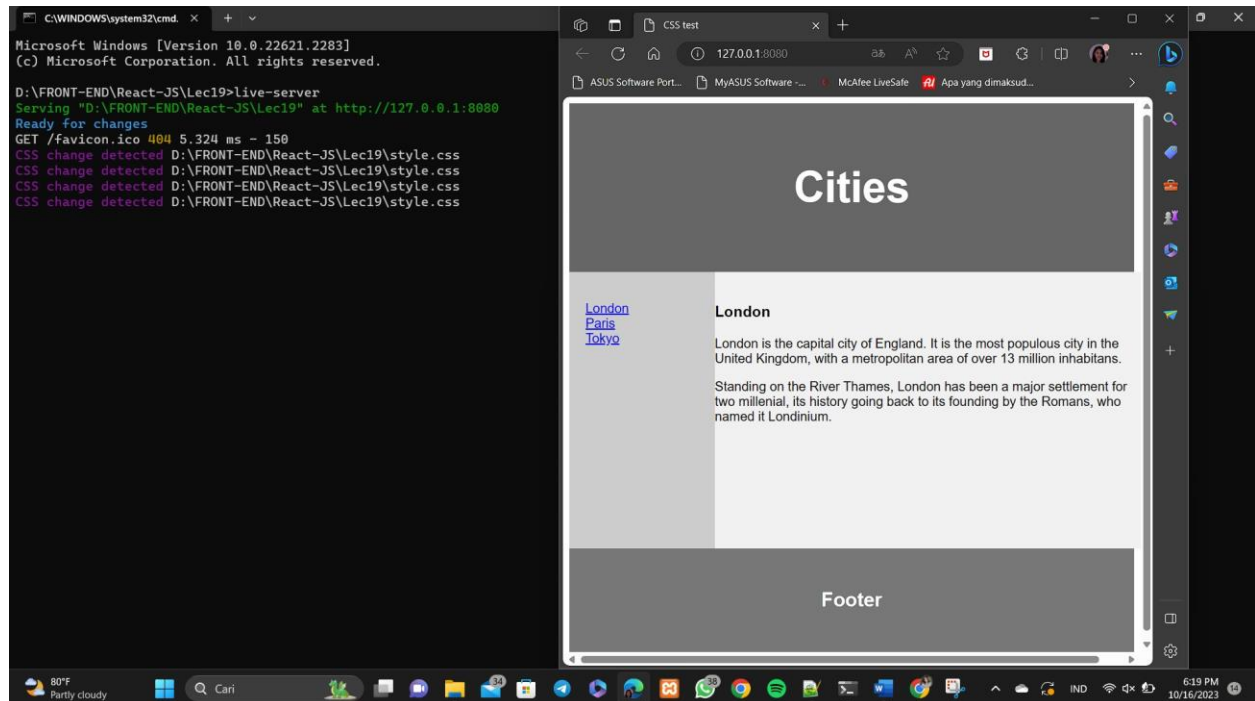 C:\WINDOWS\system32\cmd.
Microsoft Windows [Version 10.0.22621.2283]
(c) Microsoft Corporation. All rights reserved.
D:\FRONT-END\React-JS\Lec19>live-server
Serving "D:\FRONT-END\React-JS\Lec19" at http://127.0.0.1:8080
Ready for changes
GET /favicon.ico 404 5.324 ms - 150
CSS change detected D:\FRONT-END\React-JS\Lec19\style.css
CSS change detected D:\FRONT-END\React-JS\Lec19\style.css
CSS change detected D:\FRONT-END\React-JS\Lec19\style.css
CSS change detected D:\FRONT-END\React-JS\Lec19\style.css
CSS test
127.0.0.1:8080
ASUS Software Port... MyASUS Software -... McAfee LiveSafe Apa yang dimaksud...
Cities
London
Paris
Tokyo
London
London is the capital city of England. It is the most populous city in the
United Kingdom, with a metropolitan area of over 13 million inhabitans.
Standing on the River Thames, London has been a major settlement for
two millenial, its history going back to its founding by the Romans, who
named it Londinium.
Footer
80°F
Partly cloudy
Cari
34
38
IND
6:19 PM
10/16/2023
14